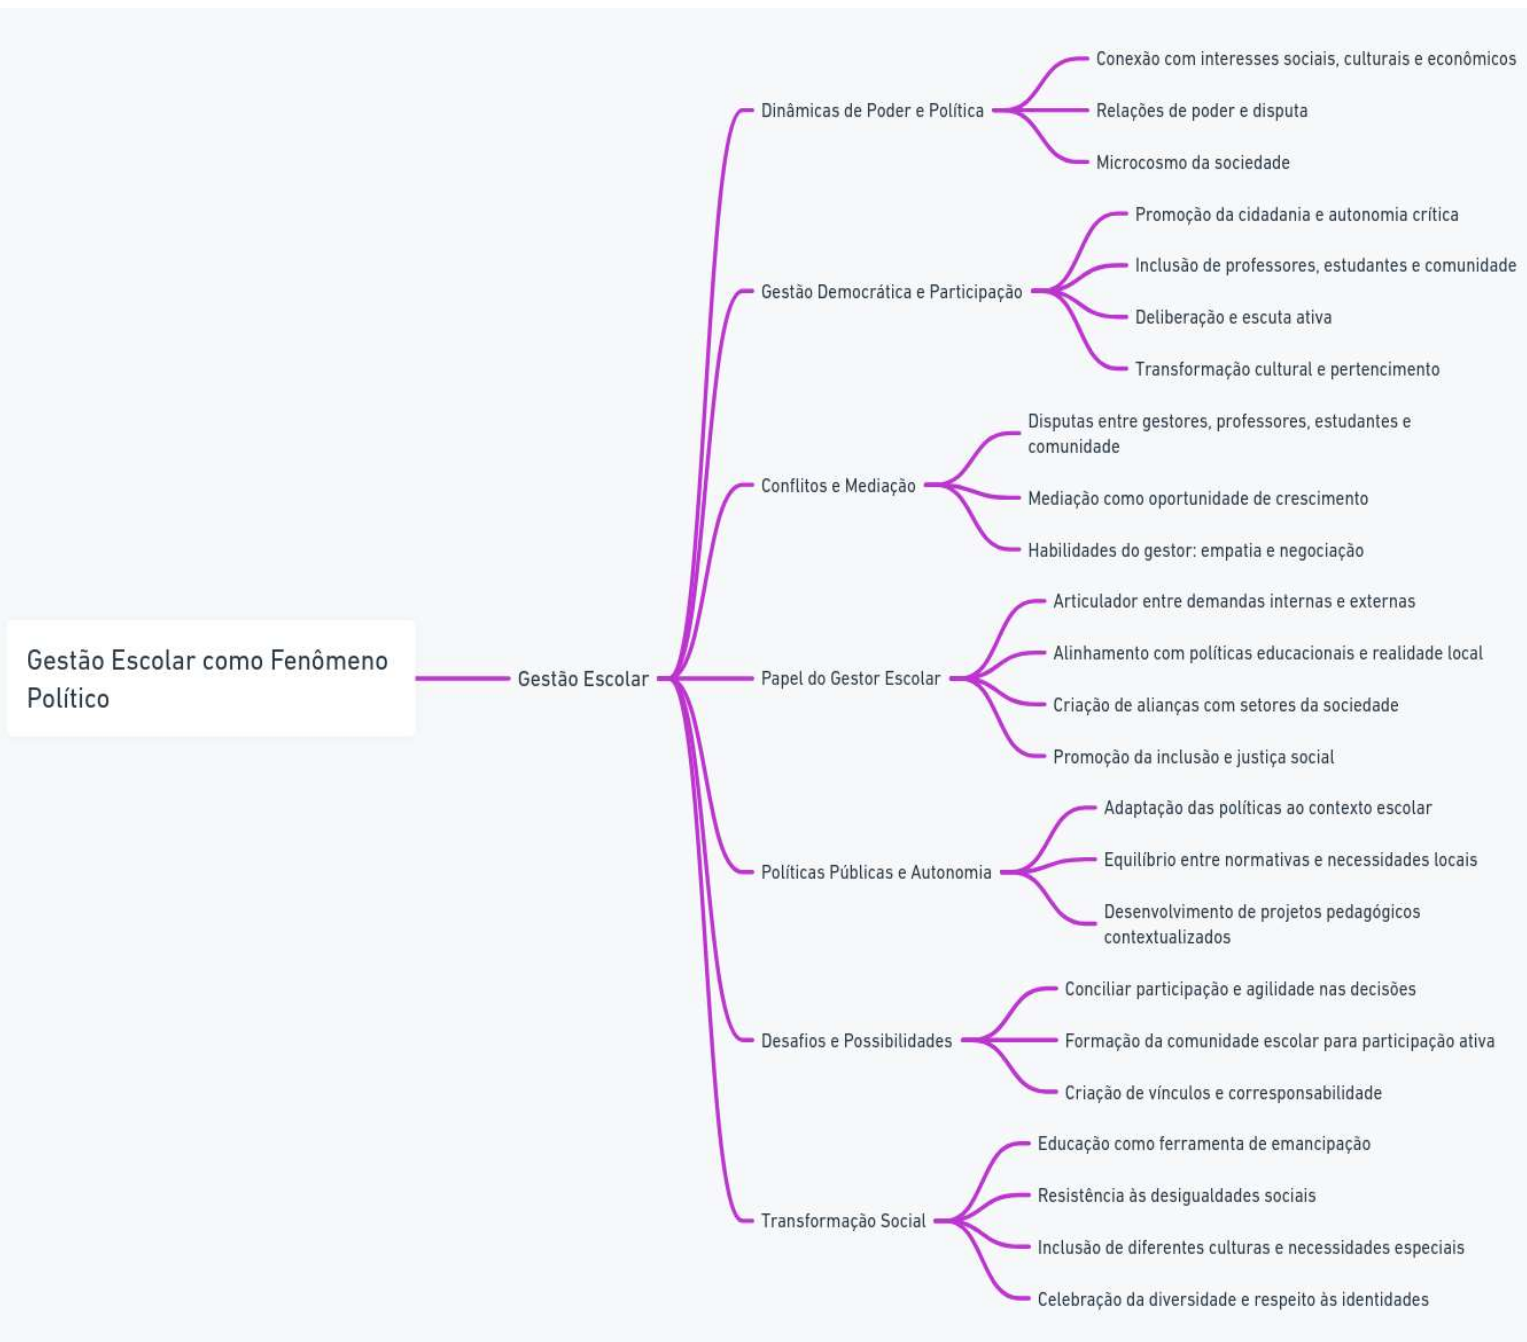 Gestão Escolar como Fenômeno
Político
Gestão Escolar
Dinâmicas de Poder e Política
Conexão com interesses sociais, culturais e econômicos
Relações de poder e disputa
Microcosmo da sociedade
Gestão Democrática e Participação
Promoção da cidadania e autonomia crítica
Inclusão de professores, estudantes e comunidade
Deliberação e escuta ativa
Transformação cultural e pertencimento
Conflitos e Mediação
Disputas entre gestores, professores, estudantes e
comunidade
Mediação como oportunidade de crescimento
Habilidades do gestor: empatia e negociação
Papel do Gestor Escolar
Articulador entre demandas internas e externas
Alinhamento com políticas educacionais e realidade local
Criação de alianças com setores da sociedade
Promoção da inclusão e justiça social
Políticas Públicas e Autonomia
Adaptação das políticas ao contexto escolar
Equilíbrio entre normativas e necessidades locais
Desenvolvimento de projetos pedagógicos
contextualizados
Desafios e Possibilidades
Conciliar participação e agilidade nas decisões
Formação da comunidade escolar para participação ativa
Criação de vínculos e corresponsabilidade
Transformação Social
Educação como ferramenta de emancipação
Resistência às desigualdades sociais
Inclusão de diferentes culturas e necessidades especiais
Celebração da diversidade e respeito às identidades